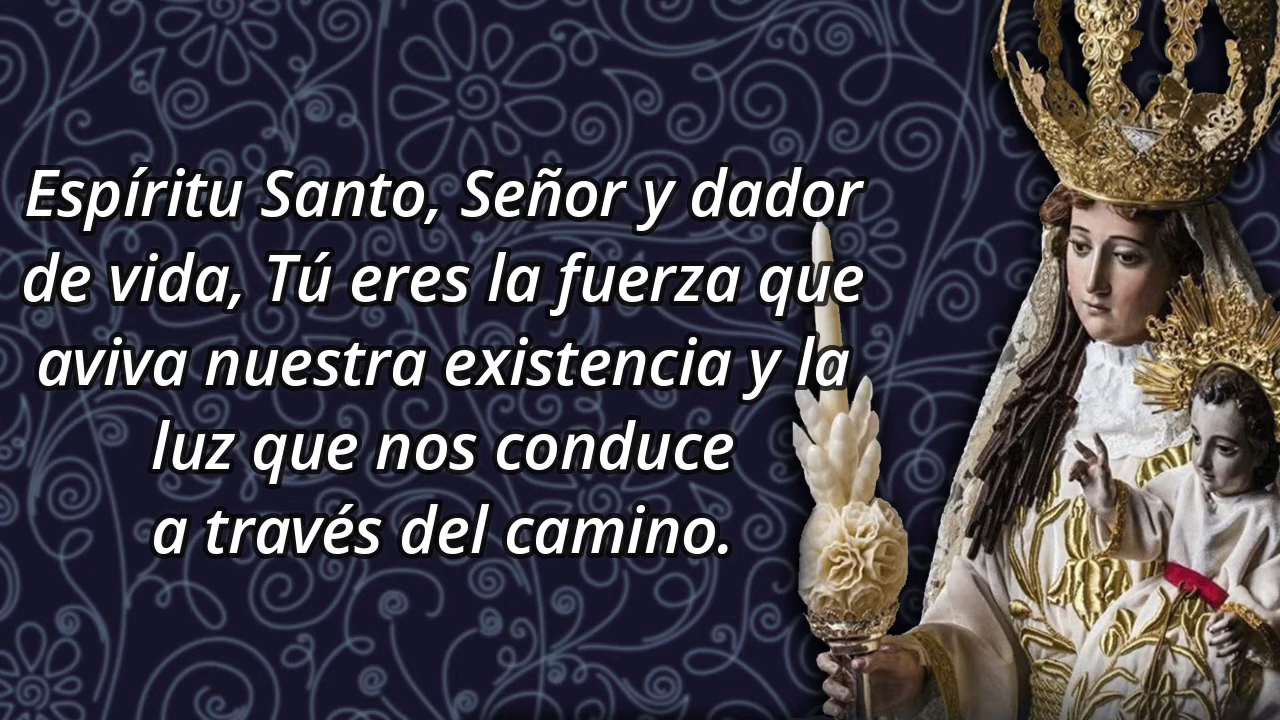 Espíritu Santo, Señor y dador
de vida, Tú eres la fuerza que
aviva nuestra existencia y la
luz que nos conduce
a través del camino.